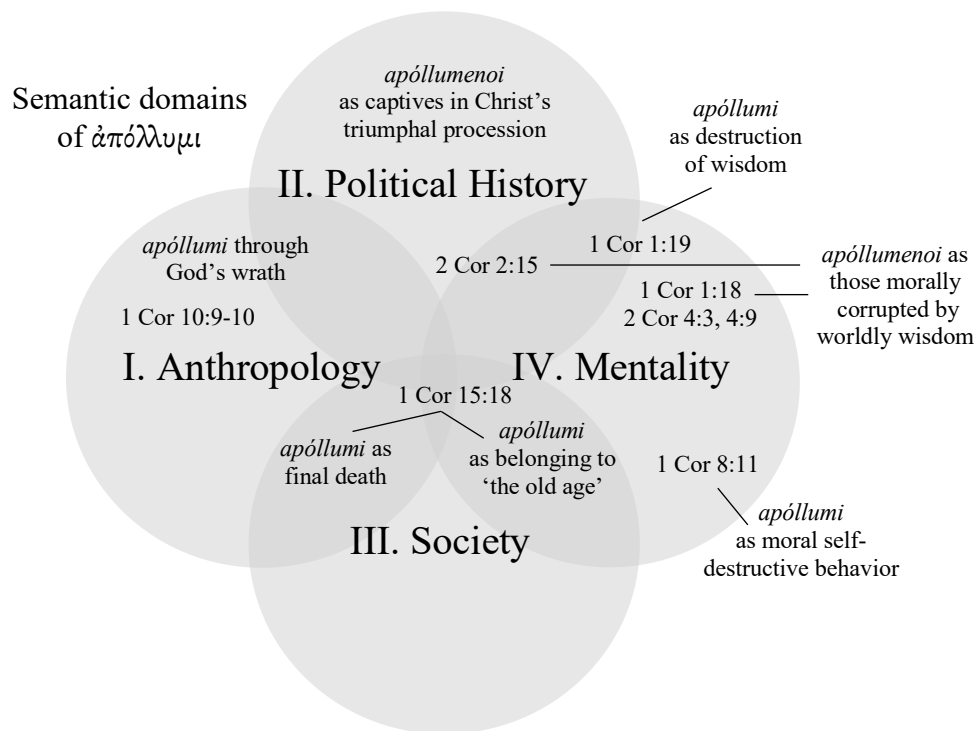 Semantic domains
of ἀπόλλυμι
apóllumenoi
as captives in Christ’s
triumphal procession
apóllumi
as destruction
of wisdom
II. Political History
apóllumi through
God’s wrath
1 Cor 1:19
2 Cor 2:15
apóllumenoi as
those morally
corrupted by
worldly wisdom
1 Cor 1:18
2 Cor 4:3, 4:9
1 Cor 10:9-10
I. Anthropology
IV. Mentality
1 Cor 15:18
apóllumi as
final death
apóllumi
as belonging to
‘the old age’
1 Cor 8:11
apóllumi
as moral self-
destructive behavior
III. Society